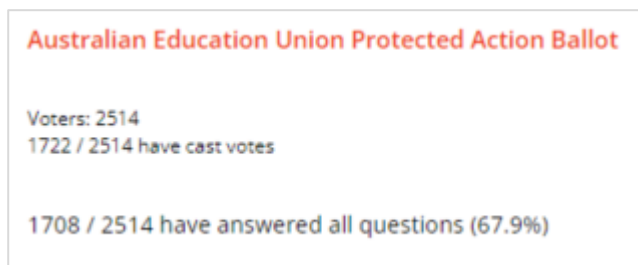 Australian Education Union Protected Action Ballot
Voters: 2514
1722 / 2514 have cast votes
1708 / 2514 have answered all questions (67.9%)